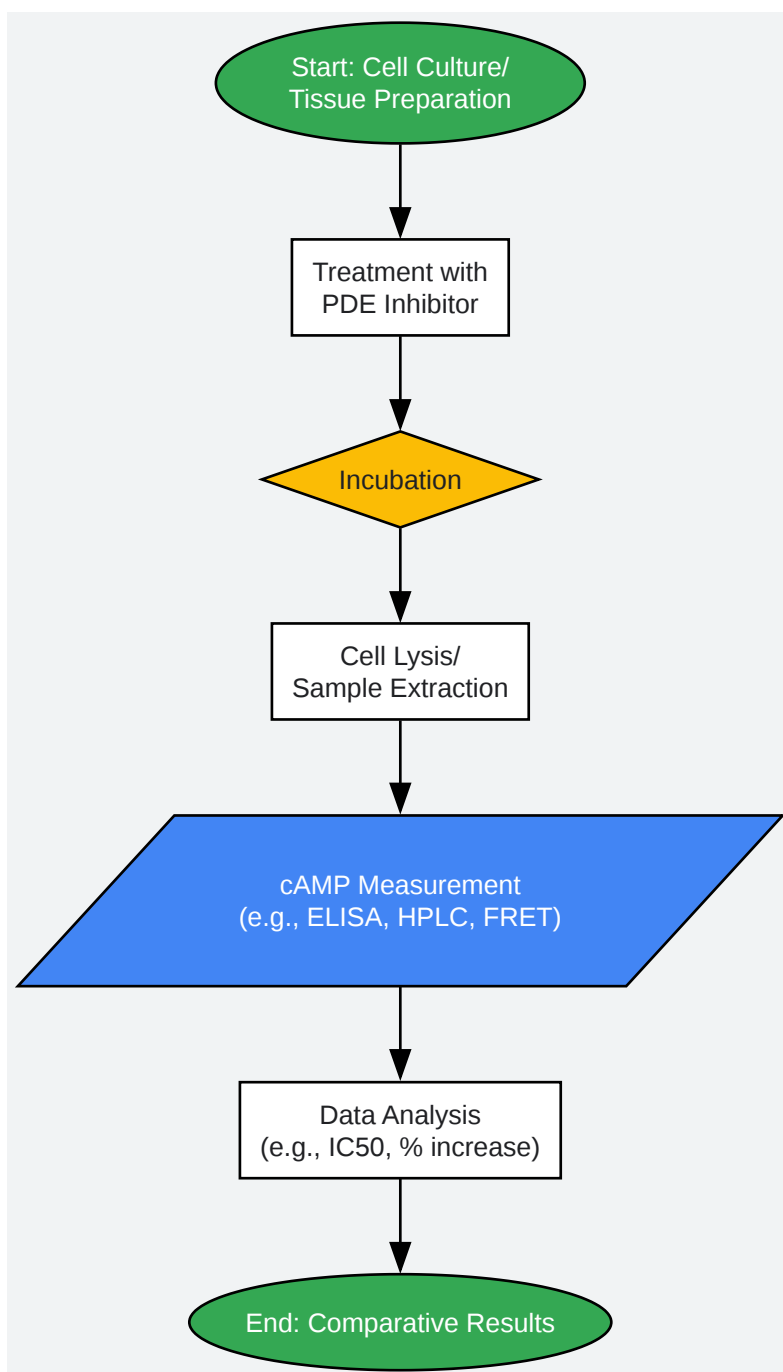 Start: Cell Culture/
Tissue Preparation
Treatment with
PDE Inhibitor
Incubation
Cell Lysis/
Sample Extraction
cAMP Measurement
(e.g., ELISA, HPLC, FRET)
Data Analysis
(e.g., IC50, % increase)
End: Comparative Results